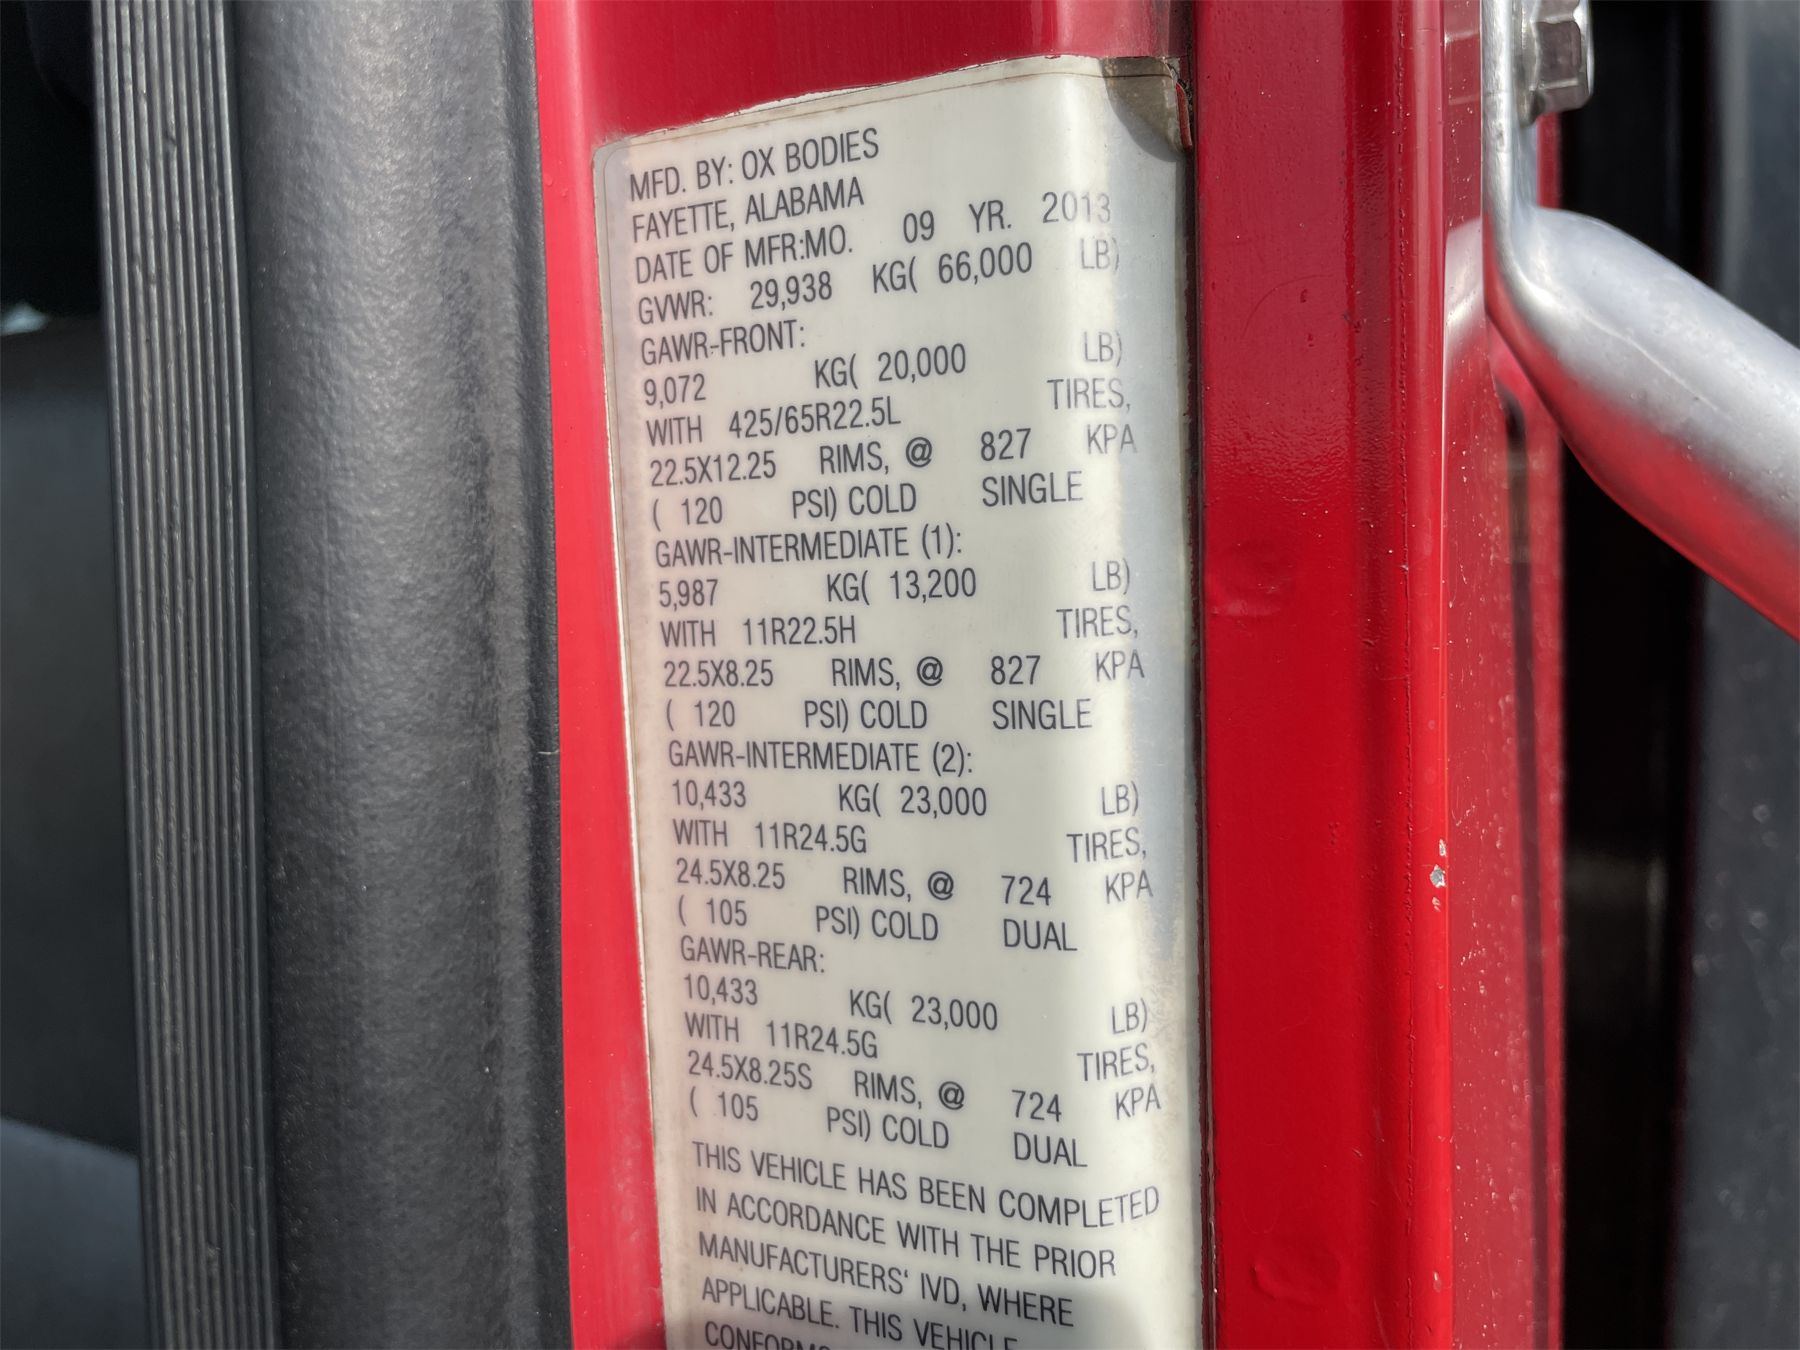 MFD. BY: OX BODIES
FAYETTE, ALABAMA
DATE OF MFR:MO. 09 YR. 2013
GVWR: 29,938 KG( 66,000 LB)
GAWR-FRONT:
9,072 KG( 20,000 LB)
WITH 425/65R22.5L TIRES,
22.5X12.25 RIMS, @ 827 KPA
( 120 PSI) COLD SINGLE
GAWR-INTERMEDIATE (1):
5,987 KG( 13,200 LB)
WITH 11R22.5H TIRES,
22.5X8.25 RIMS, @ 827 KPA
( 120 PSI) COLD SINGLE
GAWR-INTERMEDIATE (2):
10,433 KG( 23,000 LB)
WITH 11R24.5G TIRES,
24.5X8.25 RIMS, @ 724 KPA
( 105 PSI) COLD DUAL
GAWR-REAR:
10,433 KG( 23,000 LB)
WITH 11R24.5G TIRES,
24.5X8.25S RIMS, @ 724 KPA
( 105 PSI) COLD DUAL
THIS VEHICLE HAS BEEN COMPLETED
IN ACCORDANCE WITH THE PRIOR
MANUFACTURERS' IVD, WHERE
APPLICABLE. THIS VEHICLE